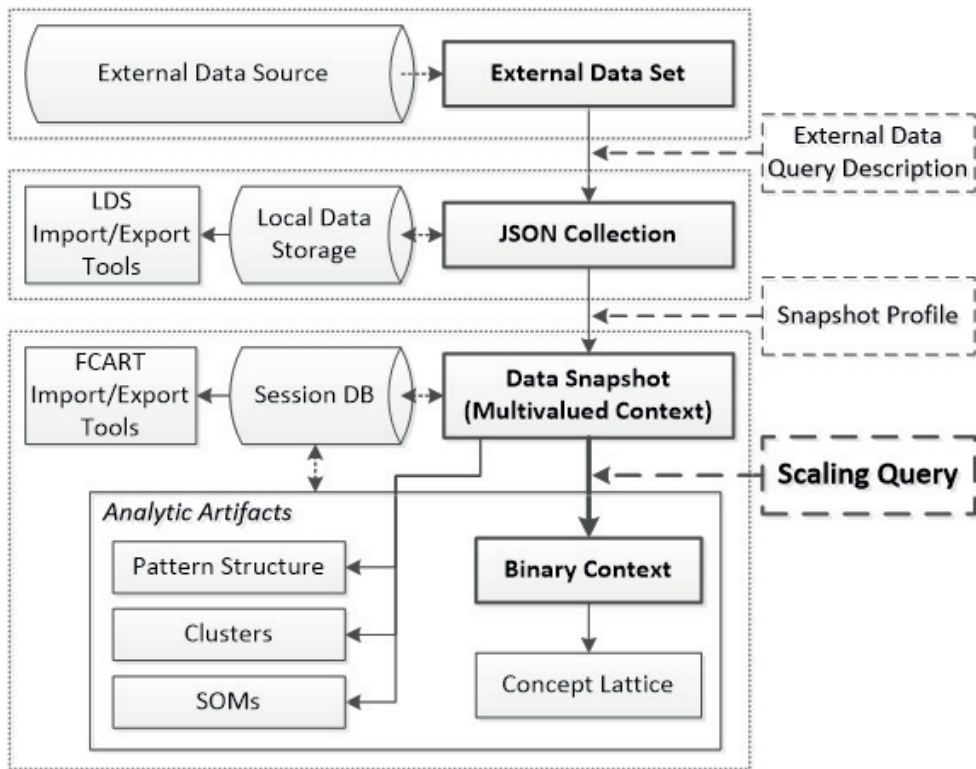 External Data Source
External Data Set
External Data
Query Description
LDS
Import/Export
Tools
Local Data
Storage
JSON Collection
Snapshot Profile
FCART
Import/Export
Tools
Session DB
Data Snapshot
(Multivalued Context)
Scaling Query
Analytic Artifacts
Pattern Structure
Binary Context
Clusters
SOMs
Concept Lattice